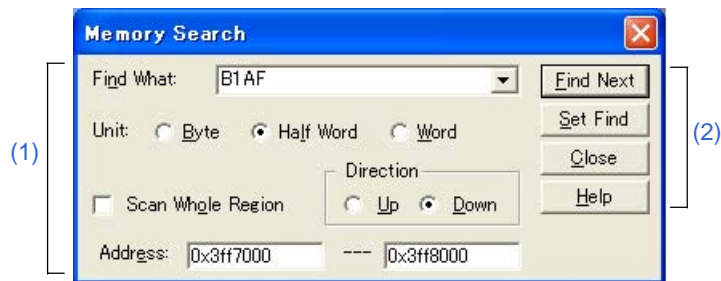 Memory Search
(1)
Find What: B1AF
Find Next
Unit: Byte Half Word Word
Set Find
(2)
Close
Direction
Scan Whole Region
Up Down
Help
Address: 0x3ff7000 --- 0x3ff8000